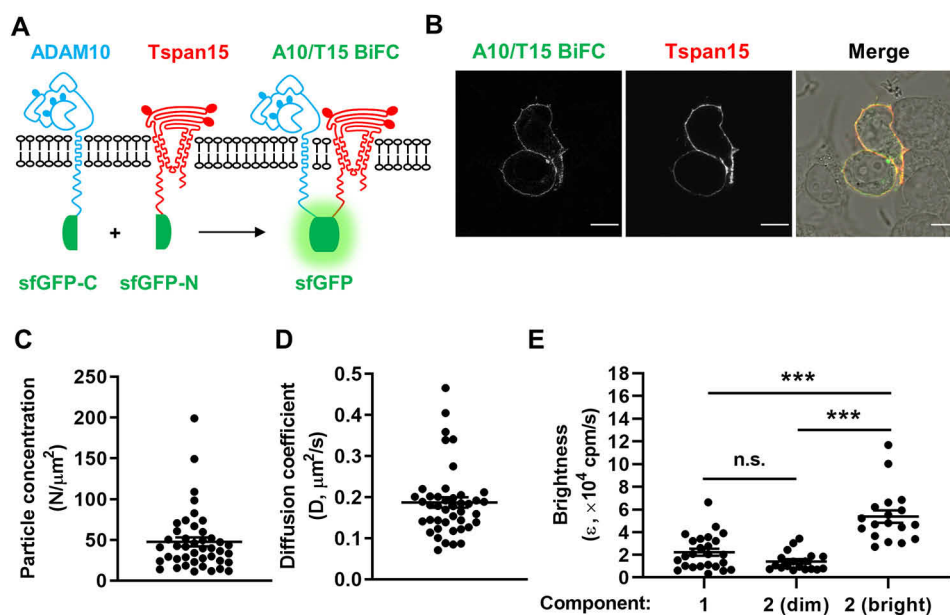 A
ADAM10 Tspan15 A10/T15 BiFC
+
sfGFP-C sfGFP-N sfGFP
B
A10/T15 BiFC Tspan15 Merge
C
Particle concentration
(N/μm²)
250
200
150
100
50
0
D
Diffusion coefficient
(D, μm²/s)
0.5
0.4
0.3
0.2
0.1
0.0
E
Brightness
(ε, ×10⁴ cpm/s)
18
16
14
12
10
8
6
4
2
0
***
***
n.s.
Component: 1 2 (dim) 2 (bright)